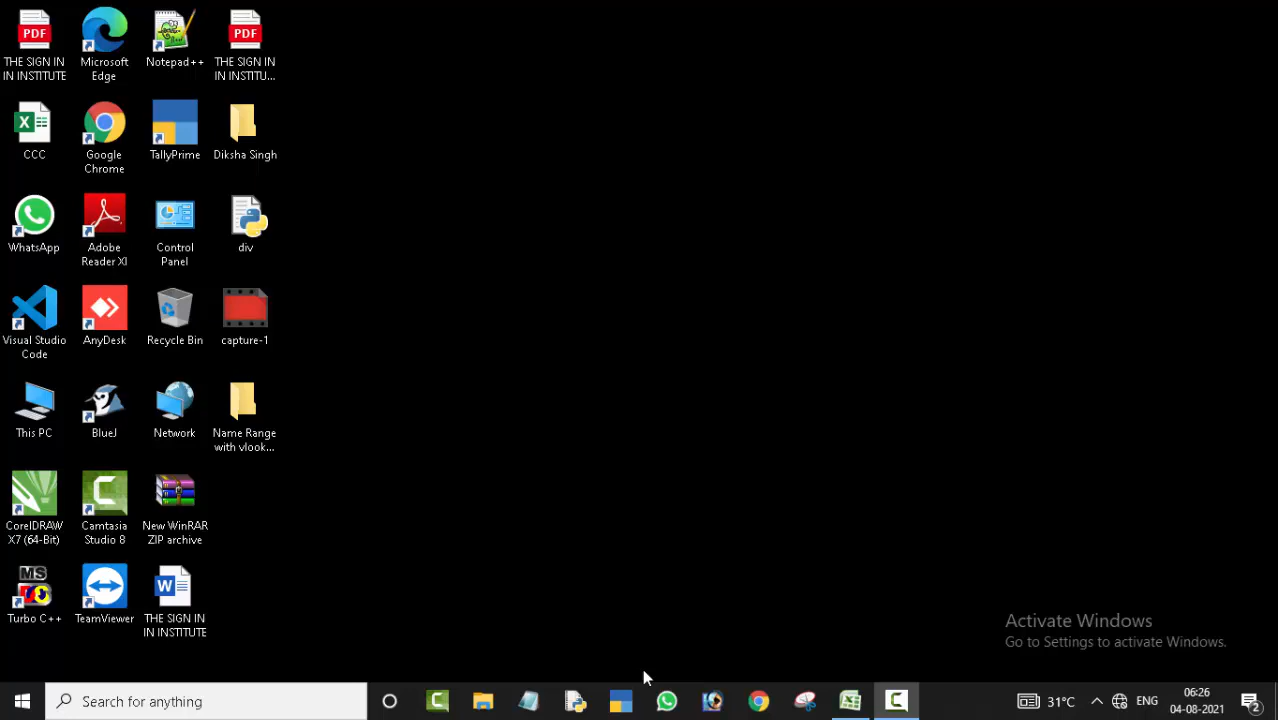 PDF
THE SIGN IN
IN INSTITUTE
Microsoft
Edge
Notepad++
PDF
THE SIGN IN
IN INSTITU...
X
CCC
Google
Chrome
TallyPrime
Diksha Singh
WhatsApp
Adobe
Reader XI
Control
Panel
div
Visual Studio
Code
AnyDesk
Recycle Bin
capture-1
This PC
BlueJ
Network
Name Range
with vlook...
CorelDRAW
X7 (64-Bit)
C
Camtasia
Studio 8
New WinRAR
ZIP archive
MS
Turbo C++
TeamViewer
W
THE SIGN IN
IN INSTITUTE
Activate Windows
Go to Settings to activate Windows.
Search for anything
31°C
ENG
06:26
04-08-2021
2